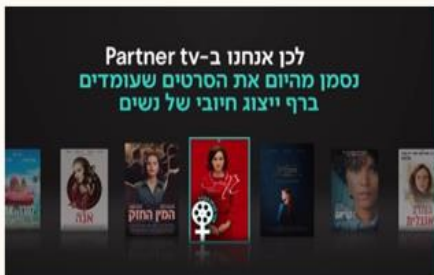 לכן אנחנו ב-Partner tv
נסמן מהיום את הסרטים שעומדים
ברף ייצוג חיובי של נשים
אנה
המין החזק